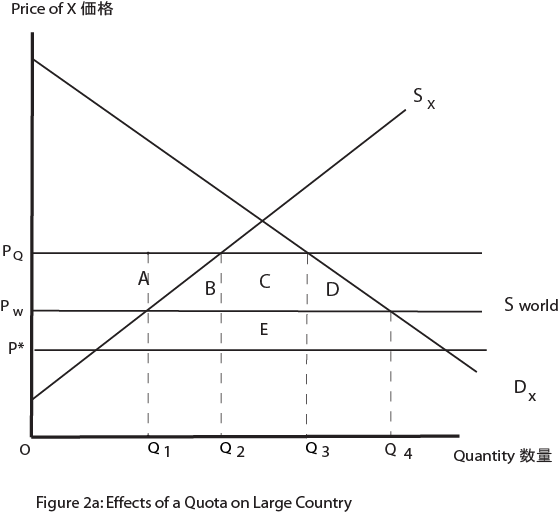 Price of X 価格
S x
P Q
A
B
C
D
P w
S world
E
P*
D x
O
Q 1
Q 2
Q 3
Q 4
Quantity 数量
Figure 2a: Effects of a Quota on Large Country